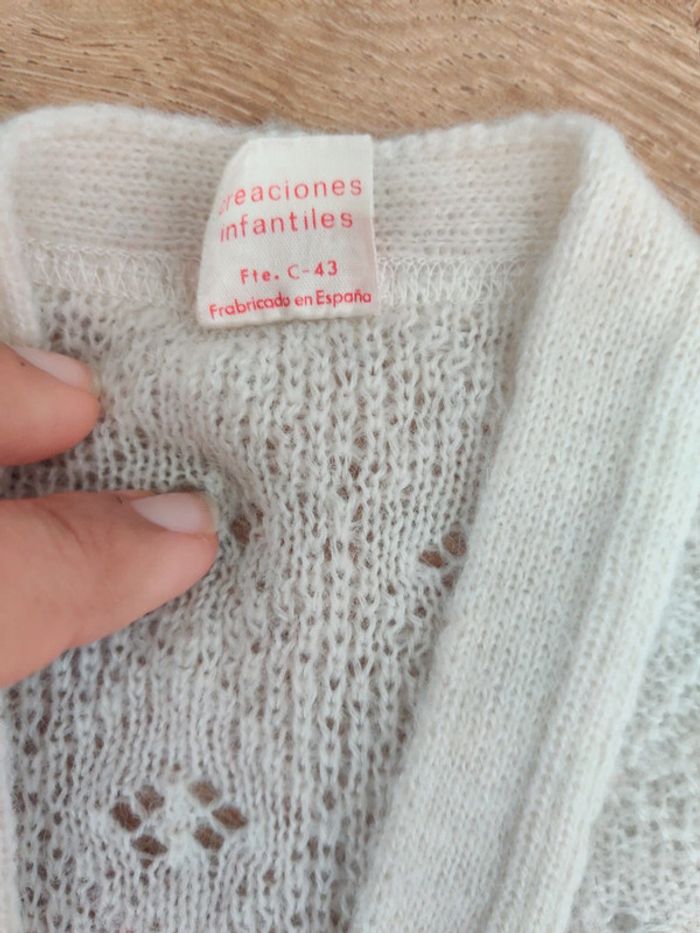 creaciones
infantiles
Fte. C-43
Frabricado en España